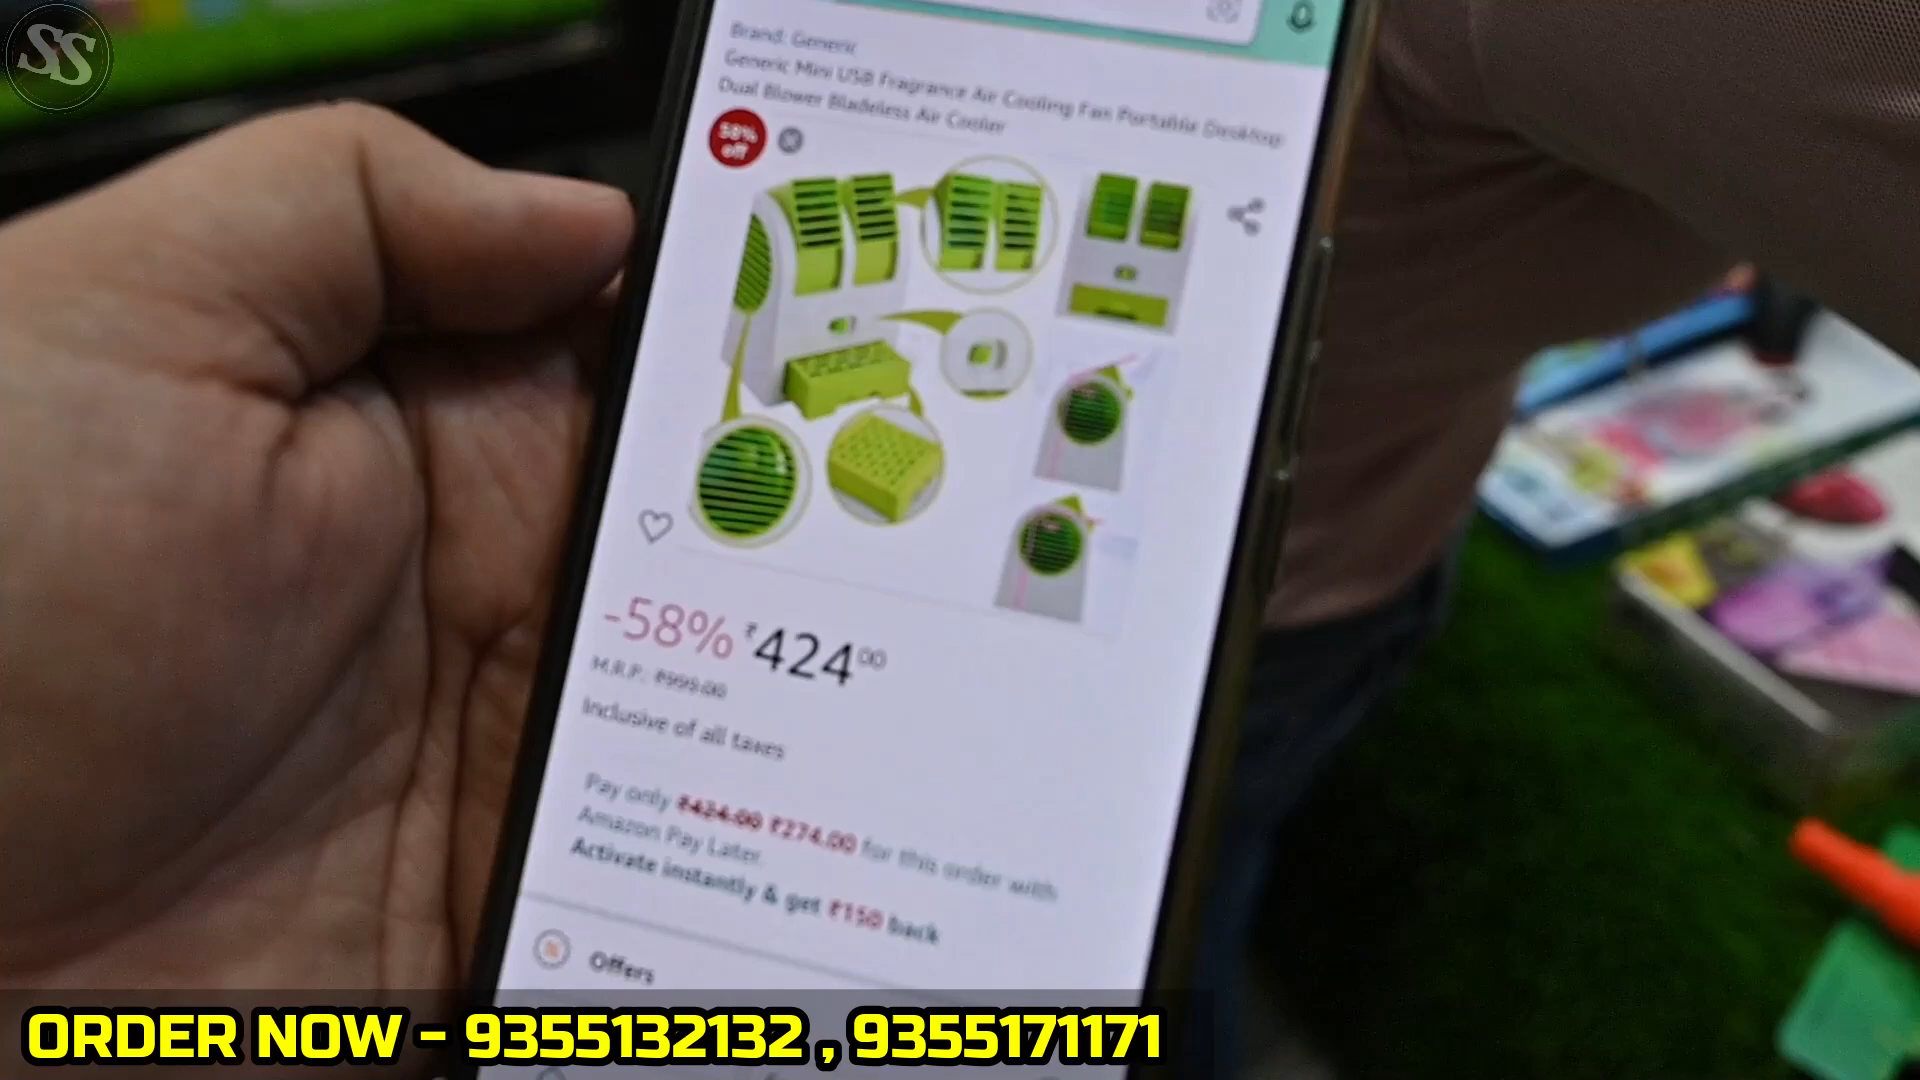 SS
Brand: Generic
Generic Mini USB Fragrance Air Cooling Fan Portable Desktop
Dual Blower Bladeless Air Cooler
58%
off
-58% ₹42400
M.R.P.: ₹999.00
Inclusive of all taxes
Pay only ₹424.00 ₹274.00 for this order with
Amazon Pay Later.
Activate instantly & get ₹150 back
Offers
ORDER NOW - 9355132132 , 9355171171